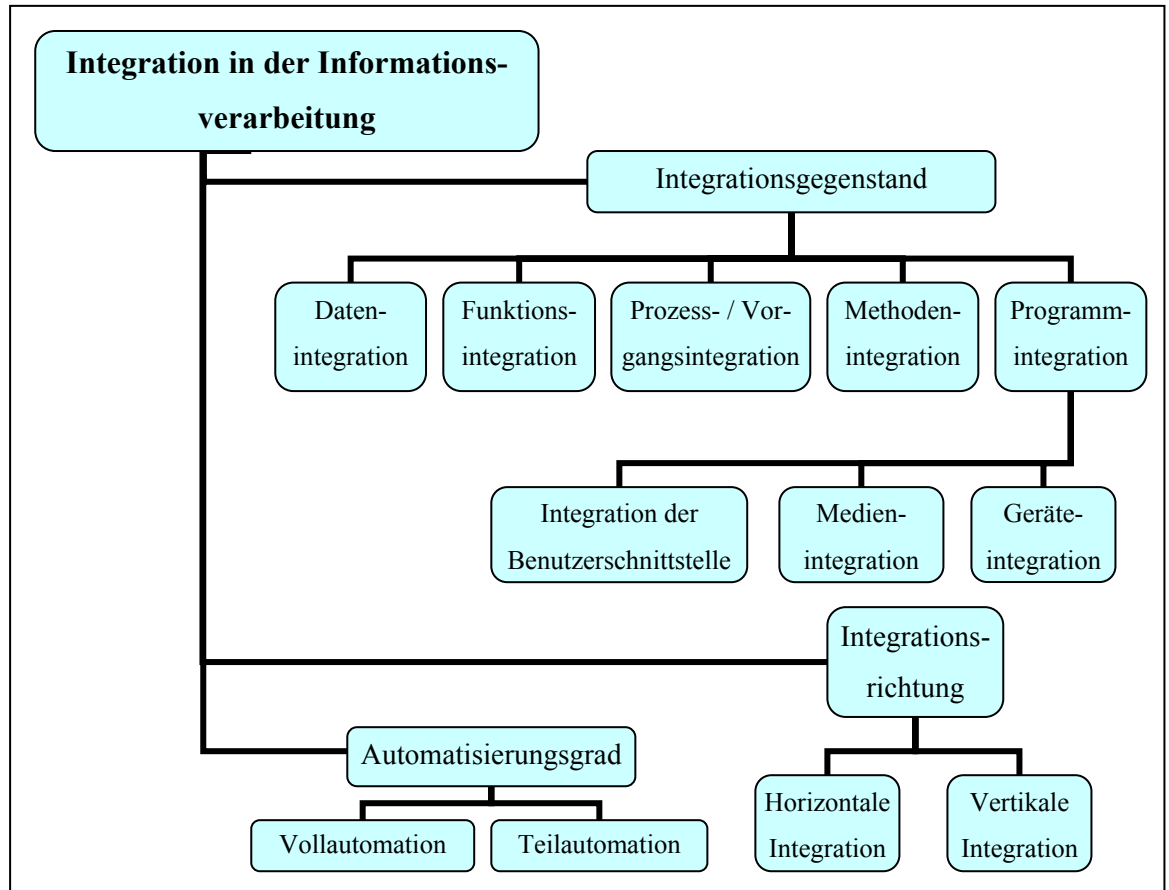 Integration in der Informations-
verarbeitung
Integrationsgegenstand
Daten-
integration
Funktions-
integration
Prozess- / Vor-
gangsintegration
Methoden-
integration
Programm-
integration
Integration der
Benutzerschnittstelle
Medien-
integration
Geräte-
integration
Integrations-
richtung
Horizontale
Integration
Vertikale
Integration
Automatisierungsgrad
Vollautomation
Teilautomation